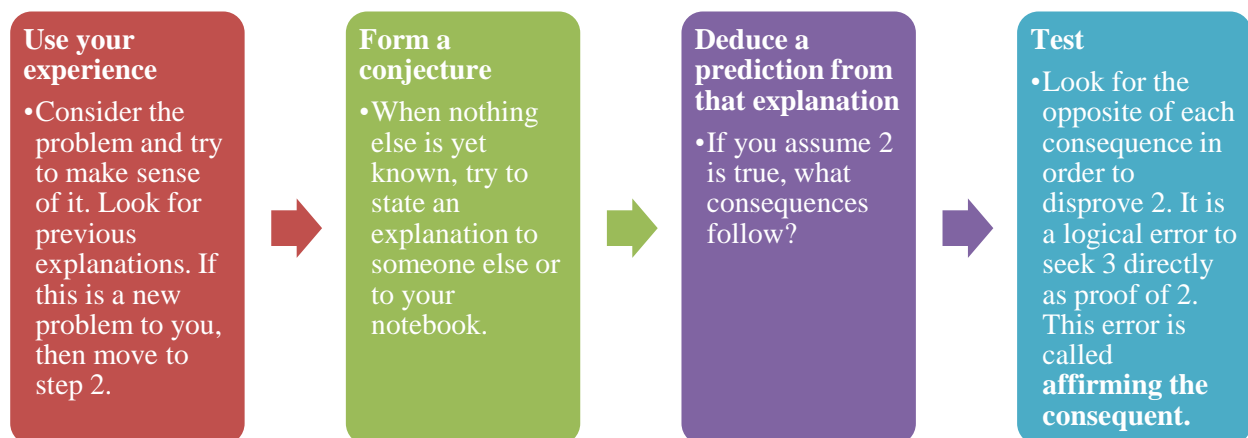 Use your
experience
•Consider the
problem and try
to make sense
of it. Look for
previous
explanations. If
this is a new
problem to you,
then move to
step 2.
Form a
conjecture
•When nothing
else is yet
known, try to
state an
explanation to
someone else or
to your
notebook.
Deduce a
prediction from
that explanation
•If you assume 2
is true, what
consequences
follow?
Test
•Look for the
opposite of each
consequence in
order to
disprove 2. It is
a logical error to
seek 3 directly
as proof of 2.
This error is
called
affirming the
consequent.